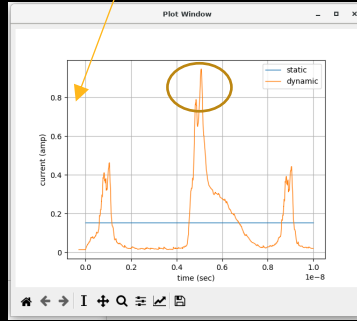 Plot Window
static
dynamic
0.8
0.6
0.4
0.2
0
current (amp)
0.0
0.2
0.4
0.6
0.8
1.0
time (sec)
1e−8